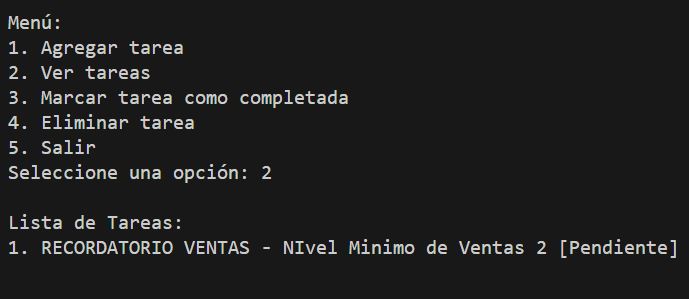 Menú:
1. Agregar tarea
2. Ver tareas
3. Marcar tarea como completada
4. Eliminar tarea
5. Salir
Seleccione una opción: 2
Lista de Tareas:
1. RECORDATORIO VENTAS - NIvel Minimo de Ventas 2 [Pendiente]